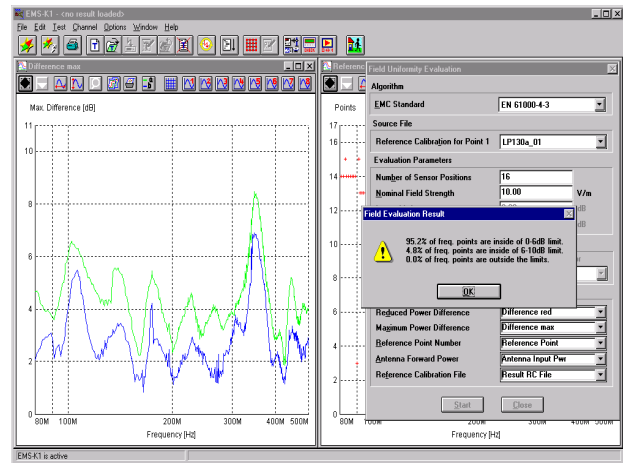 EMS-K1 - <no result loaded>
File Edit Test Channel Options Window Help
Difference max
Max. Difference [dB]
11
10
8
6
4
2
0
80M 100M 200M 300M 400M 500M
Frequency [Hz]
Points
17
16
14
12
10
8
6
4
2
0
80M 200M 300M 400M 500M
Frequency [Hz]
Field Uniformity Evaluation
Algorithm
EMC Standard EN 61000-4-3
Source File
Reference Calibration for Point 1 LP130a_01
Evaluation Parameters
Number of Sensor Positions 16
Nominal Field Strength 10.00 V/m
Field Evaluation Result
95.2% of freq. points are inside of 0-6dB limit.
4.8% of freq. points are inside of 6-10dB limit.
0.0% of freq. points are outside the limits.
OK
Reduced Power Difference Difference red
Maximum Power Difference Difference max
Reference Point Number Reference Point
Antenna Forward Power Antenna Input Pwr
Reference Calibration File Result RC File
Start Close
EMS-K1 is active